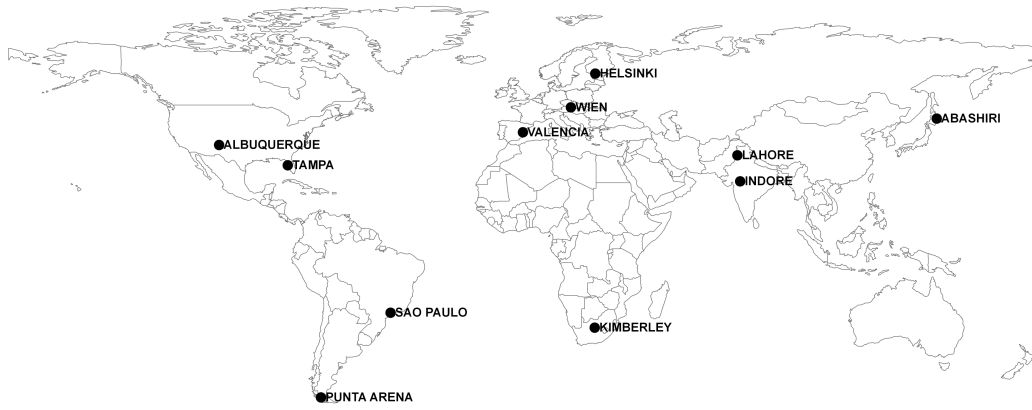 HELSINKI
WIEN
ABASHIRI
VALENCIA
ALBUQUERQUE
LAHORE
TAMPA
INDORE
SAO PAULO
KIMBERLEY
PUNTA ARENA